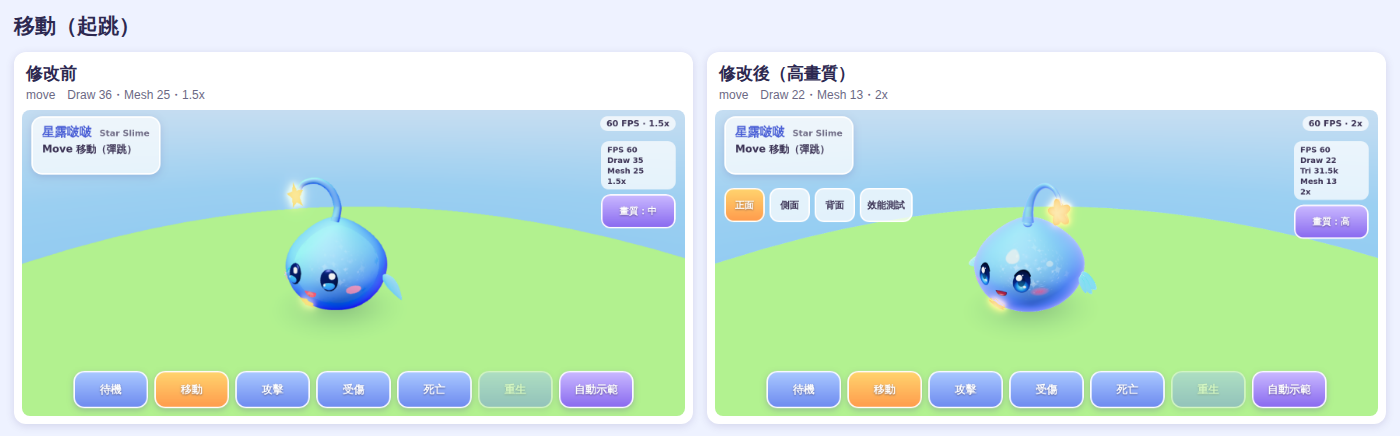 移動（起跳）
修改前
move Draw 36・Mesh 25・1.5x
星露啵啵 Star Slime
Move 移動（彈跳）
60 FPS · 1.5x
FPS 60
Draw 35
Mesh 25
1.5x
畫質：中
待機 移動 攻擊 受傷 死亡 重生 自動示範
修改後（高畫質）
move Draw 22・Mesh 13・2x
星露啵啵 Star Slime
Move 移動（彈跳）
60 FPS · 2x
FPS 60
Draw 22
Tri 31.5k
Mesh 13
2x
正面 側面 背面 效能測試
畫質：高
待機 移動 攻擊 受傷 死亡 重生 自動示範